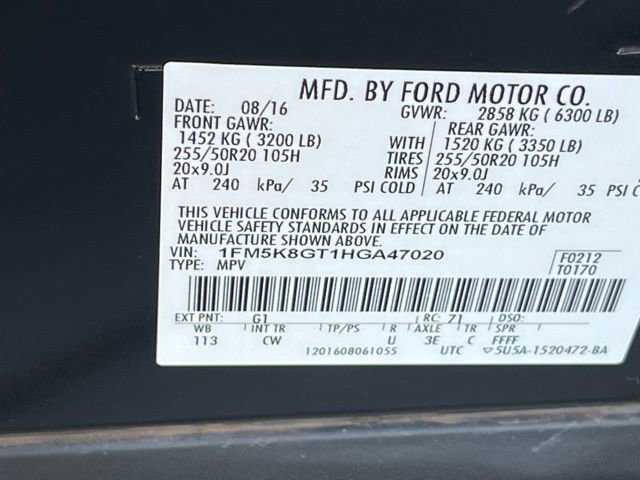 MFD. BY FORD MOTOR CO.
DATE: 08/16 GVWR: 2858 KG ( 6300 LB)
FRONT GAWR: REAR GAWR:
1452 KG ( 3200 LB) WITH 1520 KG ( 3350 LB)
255/50R20 105H TIRES 255/50R20 105H
20x9.0J RIMS 20x9.0J
AT 240 kPa/ 35 PSI COLD AT 240 kPa/ 35 PSI C
THIS VEHICLE CONFORMS TO ALL APPLICABLE FEDERAL MOTOR
VEHICLE SAFETY STANDARDS IN EFFECT ON THE DATE OF
MANUFACTURE SHOWN ABOVE.
VIN: 1FM5K8GT1HGA47020 F0212
TYPE: MPV T0170
EXT PNT: G1 RC: 71 DSO:
WB INT TR TP/PS R AXLE TR SPR
113 CW U 3E C FFFF
1201608061055 UTC ▽5U5A-1520472-BA